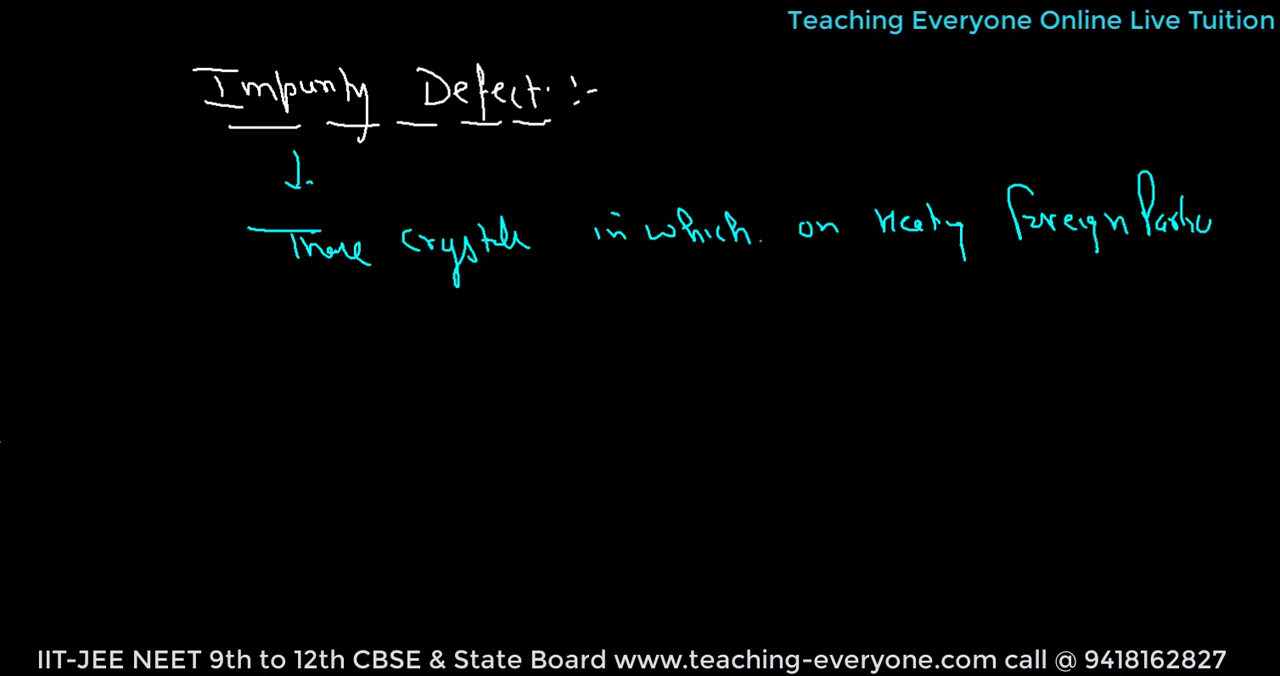 Teaching Everyone Online Live Tuition
Impurity Defect :-
Those crystals in which on heating foreign Partic
IIT-JEE NEET 9th to 12th CBSE & State Board www.teaching-everyone.com call @ 9418162827